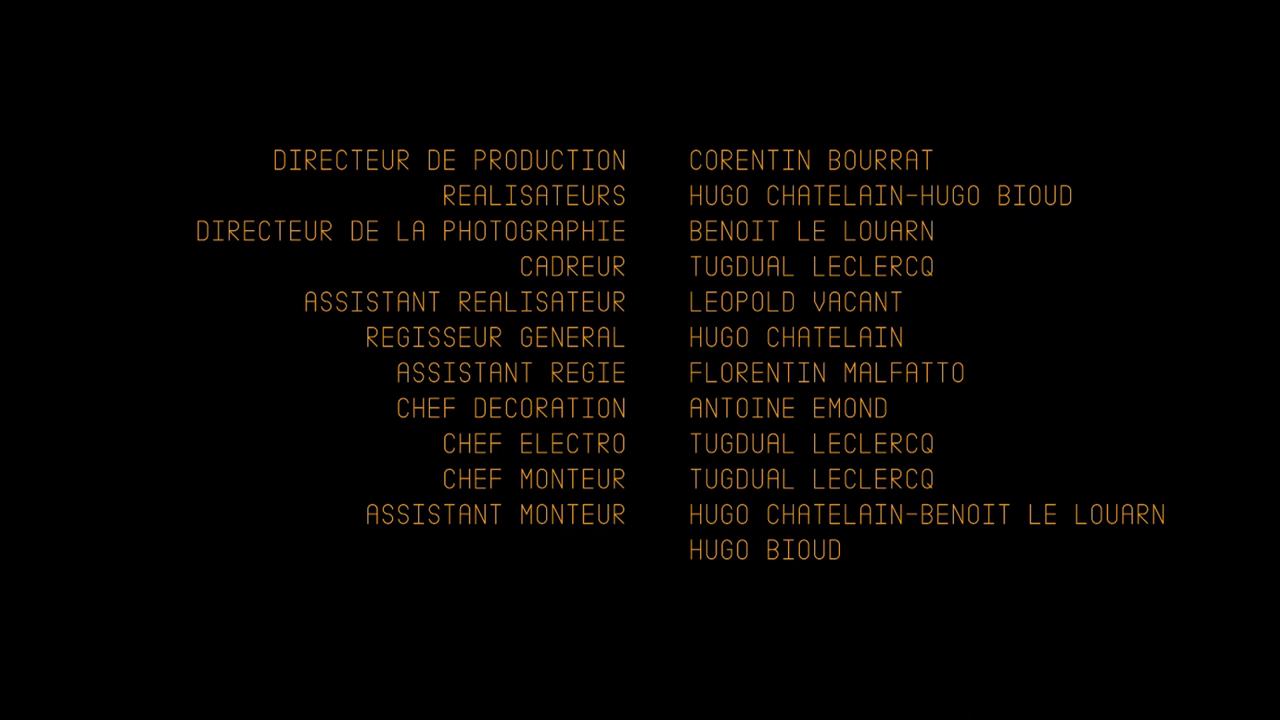 DIRECTEUR DE PRODUCTION CORENTIN BOURRAT
REALISATEURS HUGO CHATELAIN-HUGO BIOUD
DIRECTEUR DE LA PHOTOGRAPHIE BENOIT LE LOUARN
CADREUR TUGDUAL LECLERCQ
ASSISTANT REALISATEUR LEOPOLD VACANT
REGISSEUR GENERAL HUGO CHATELAIN
ASSISTANT REGIE FLORENTIN MALFATTO
CHEF DECORATION ANTOINE EMOND
CHEF ELECTRO TUGDUAL LECLERCQ
CHEF MONTEUR TUGDUAL LECLERCQ
ASSISTANT MONTEUR HUGO CHATELAIN-BENOIT LE LOUARN
HUGO BIOUD